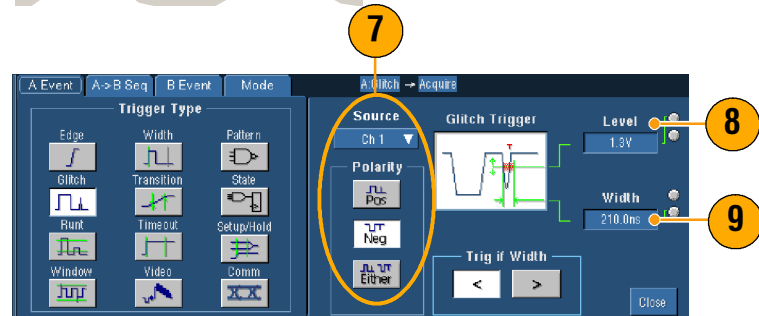 7
A Event A->B Seq B Event Mode A:Glitch → Acquire
Trigger Type
Edge Width Pattern
Glitch Transition State
Runt Timeout Setup/Hold
Window Video Comm
Source
Ch 1
Polarity
Pos
Neg
Either
Glitch Trigger
T
Trig if Width
< >
Level
1.3V
8
Width
210.0ns
9
Close